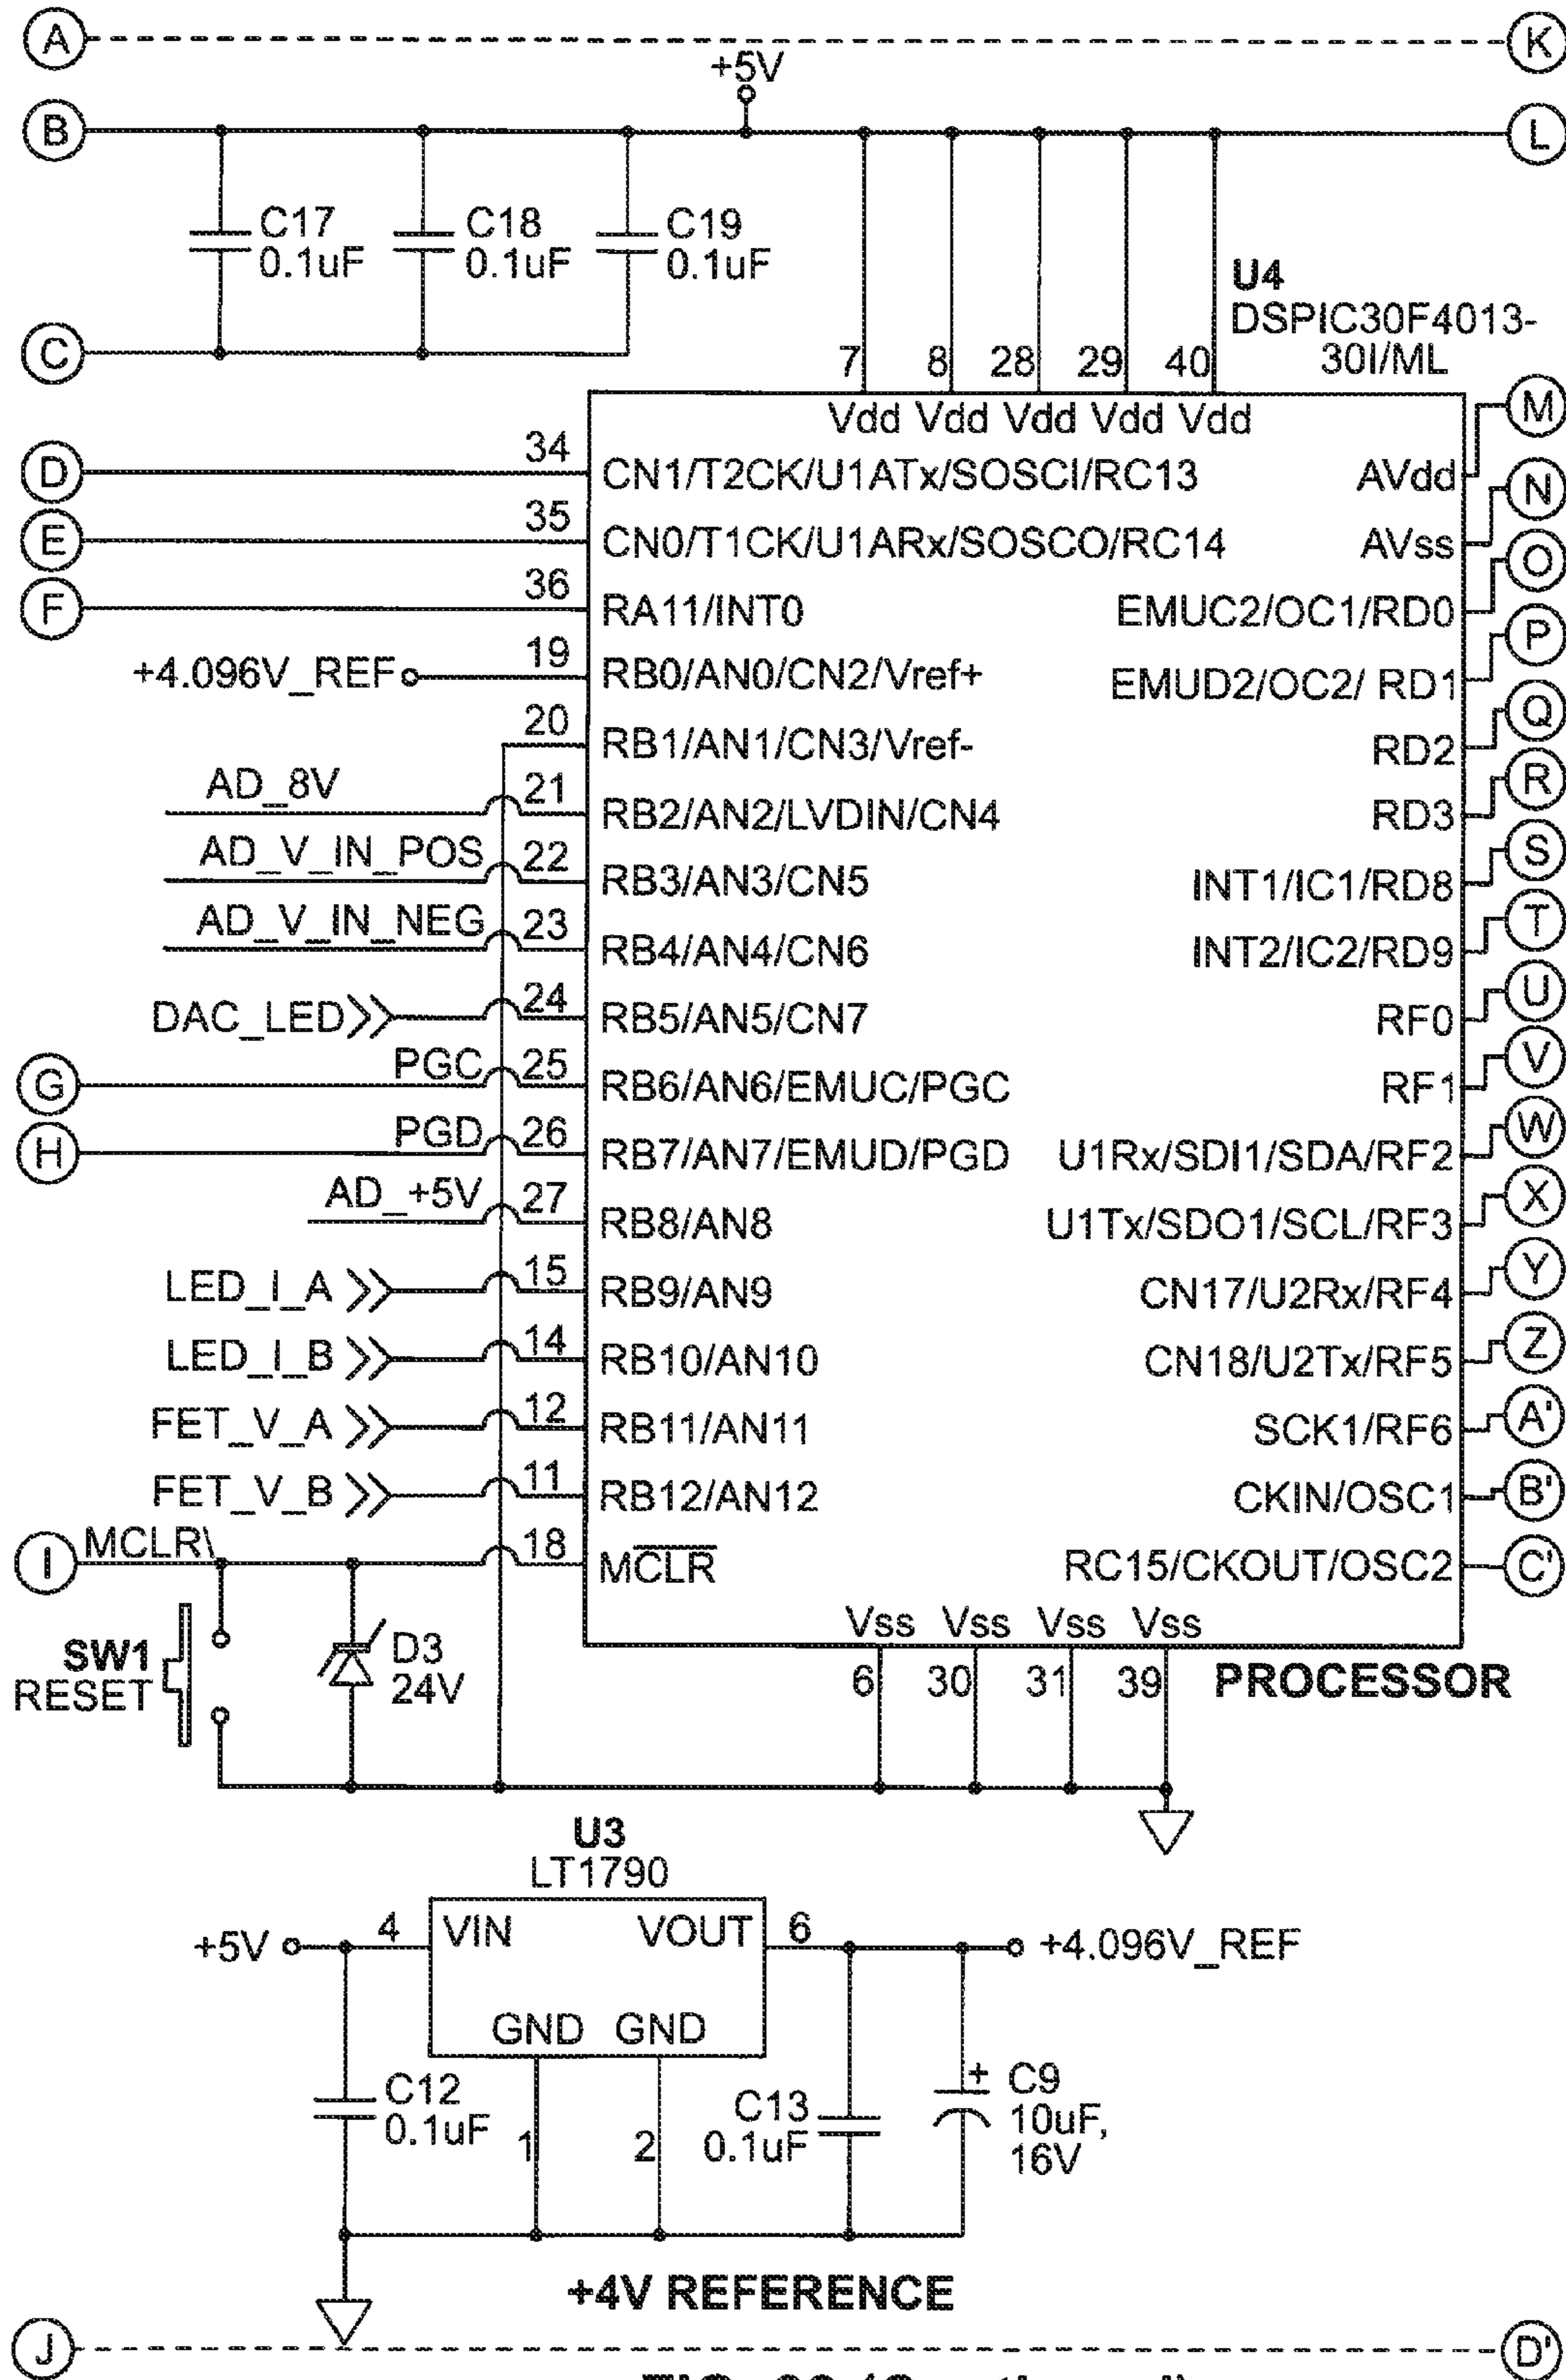 A K
+5V
B L
C17 0.1uF
C18 0.1uF
C19 0.1uF
U4
DSPIC30F4013-
30I/ML
C
7 8 28 29 40
Vdd Vdd Vdd Vdd Vdd
M
D 34 CN1/T2CK/U1ATx/SOSCI/RC13 AVdd
N
E 35 CN0/T1CK/U1ARx/SOSCO/RC14 AVss
O
F 36 RA11/INT0 EMUC2/OC1/RD0
P
+4.096V_REF 19 RB0/AN0/CN2/Vref+ EMUD2/OC2/ RD1
Q
20 RB1/AN1/CN3/Vref- RD2
R
AD_8V 21 RB2/AN2/LVDIN/CN4 RD3
S
AD_V_IN_POS 22 RB3/AN3/CN5 INT1/IC1/RD8
T
AD_V_IN_NEG 23 RB4/AN4/CN6 INT2/IC2/RD9
U
DAC_LED 24 RB5/AN5/CN7 RF0
V
G PGC 25 RB6/AN6/EMUC/PGC RF1
W
H PGD 26 RB7/AN7/EMUD/PGD U1Rx/SDI1/SDA/RF2
X
AD_+5V 27 RB8/AN8 U1Tx/SDO1/SCL/RF3
Y
LED_I_A 15 RB9/AN9 CN17/U2Rx/RF4
Z
LED_I_B 14 RB10/AN10 CN18/U2Tx/RF5
A'
FET_V_A 12 RB11/AN11 SCK1/RF6
B'
FET_V_B 11 RB12/AN12 CKIN/OSC1
I MCLR\ 18 MCLR RC15/CKOUT/OSC2 C'
Vss Vss Vss Vss
6 30 31 39
PROCESSOR
SW1
RESET
D3
24V
U3
LT1790
+5V 4 VIN VOUT 6 +4.096V_REF
GND GND
C12
0.1uF
1 2
C13
0.1uF
+ C9
10uF,
16V
+4V REFERENCE
J D'